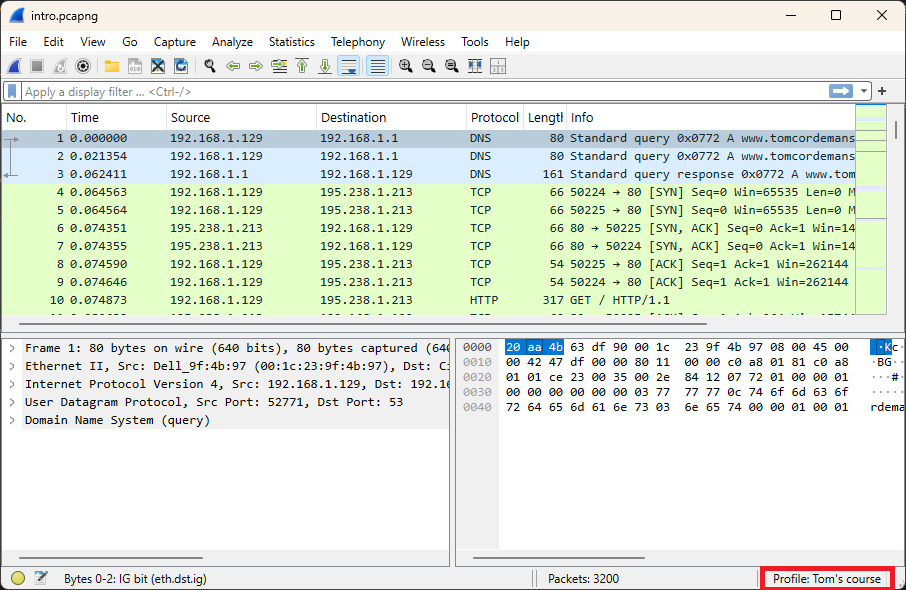 intro.pcapng
File Edit View Go Capture Analyze Statistics Telephony Wireless Tools Help
Apply a display filter ... <Ctrl-/>
No. Time Source Destination Protocol Length Info
1 0.000000 192.168.1.129 192.168.1.1 DNS 80 Standard query 0x0772 A www.tomcordemans
2 0.021354 192.168.1.129 192.168.1.1 DNS 80 Standard query 0x0772 A www.tomcordemans
3 0.062411 192.168.1.1 192.168.1.129 DNS 161 Standard query response 0x0772 A www.tom
4 0.064563 192.168.1.129 195.238.1.213 TCP 66 50224 → 80 [SYN] Seq=0 Win=65535 Len=0 M
5 0.064564 192.168.1.129 195.238.1.213 TCP 66 50225 → 80 [SYN] Seq=0 Win=65535 Len=0 M
6 0.074351 195.238.1.213 192.168.1.129 TCP 66 80 → 50225 [SYN, ACK] Seq=0 Ack=1 Win=14
7 0.074355 195.238.1.213 192.168.1.129 TCP 66 80 → 50224 [SYN, ACK] Seq=0 Ack=1 Win=14
8 0.074590 192.168.1.129 195.238.1.213 TCP 54 50225 → 80 [ACK] Seq=1 Ack=1 Win=262144
9 0.074646 192.168.1.129 195.238.1.213 TCP 54 50224 → 80 [ACK] Seq=1 Ack=1 Win=262144
10 0.074873 192.168.1.129 195.238.1.213 HTTP 317 GET / HTTP/1.1
Frame 1: 80 bytes on wire (640 bits), 80 bytes captured (640
Ethernet II, Src: Dell_9f:4b:97 (00:1c:23:9f:4b:97), Dst: Ci
Internet Protocol Version 4, Src: 192.168.1.129, Dst: 192.16
User Datagram Protocol, Src Port: 52771, Dst Port: 53
Domain Name System (query)
0000 20 aa 4b 63 df 90 00 1c 23 9f 4b 97 08 00 45 00 ·Kc·
0010 00 42 47 df 00 00 80 11 00 00 c0 a8 01 81 c0 a8 ·BG·
0020 01 01 ce 23 00 35 00 2e 84 12 07 72 01 00 00 01 ···#·
0030 00 00 00 00 00 00 03 77 77 77 0c 74 6f 6d 63 6f ·····
0040 72 64 65 6d 61 6e 73 03 6e 65 74 00 00 01 00 01 rdema
Bytes 0-2: IG bit (eth.dst.ig) Packets: 3200 Profile: Tom's course